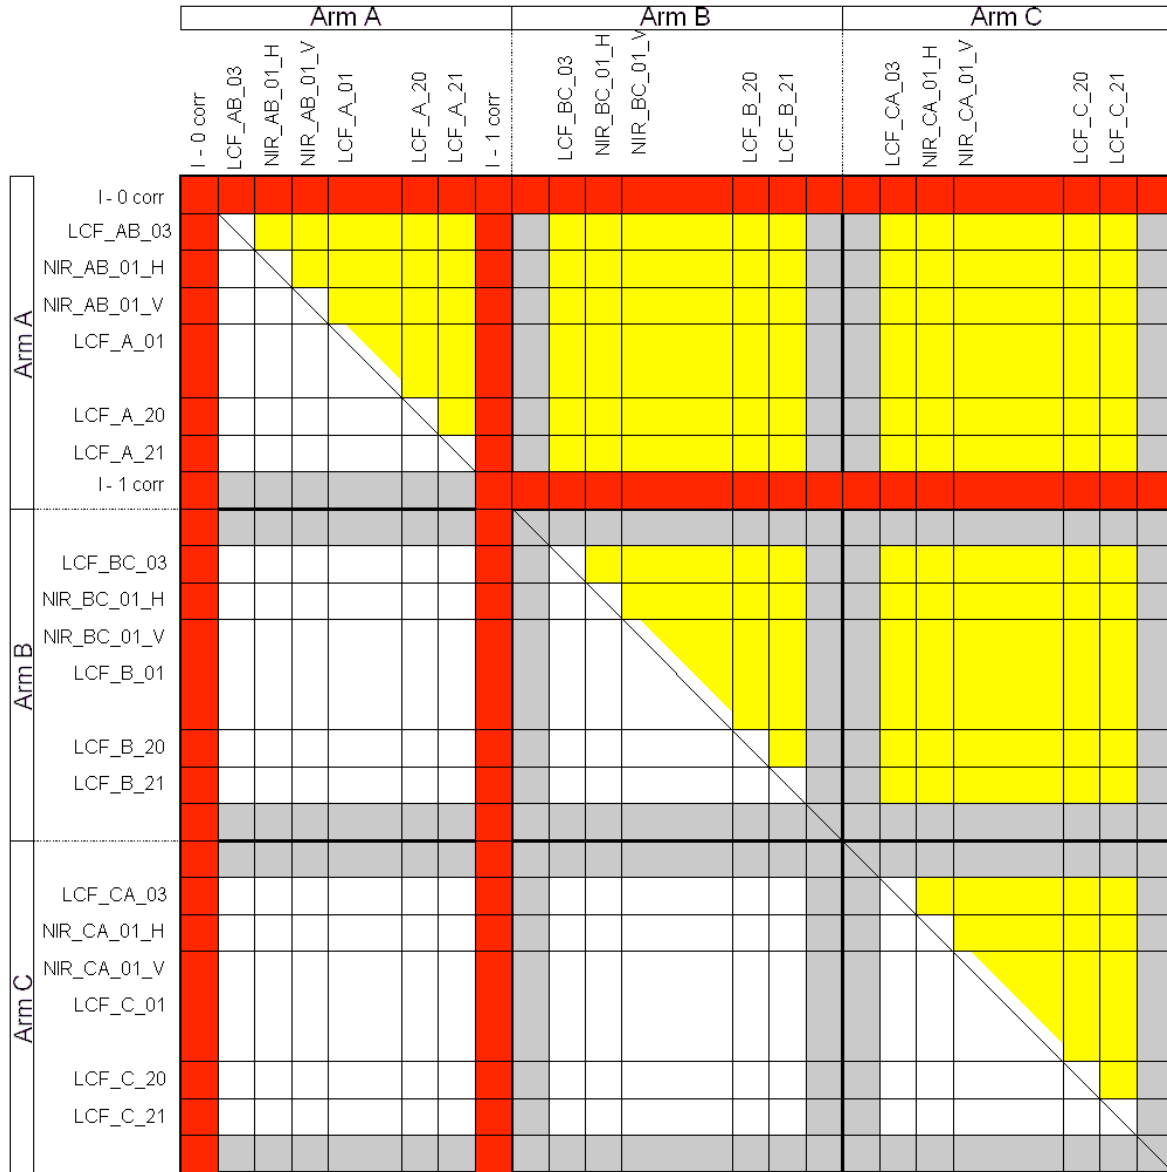 Arm A
Arm B
Arm C
I - 0 corr
LCF_AB_03
NIR_AB_01_H
NIR_AB_01_V
LCF_A_01
LCF_A_20
LCF_A_21
I - 1 corr
LCF_BC_03
NIR_BC_01_H
NIR_BC_01_V
LCF_B_20
LCF_B_21
LCF_CA_03
NIR_CA_01_H
NIR_CA_01_V
LCF_C_20
LCF_C_21
Arm A
I - 0 corr
LCF_AB_03
NIR_AB_01_H
NIR_AB_01_V
LCF_A_01
LCF_A_20
LCF_A_21
I - 1 corr
Arm B
LCF_BC_03
NIR_BC_01_H
NIR_BC_01_V
LCF_B_01
LCF_B_20
LCF_B_21
Arm C
LCF_CA_03
NIR_CA_01_H
NIR_CA_01_V
LCF_C_01
LCF_C_20
LCF_C_21